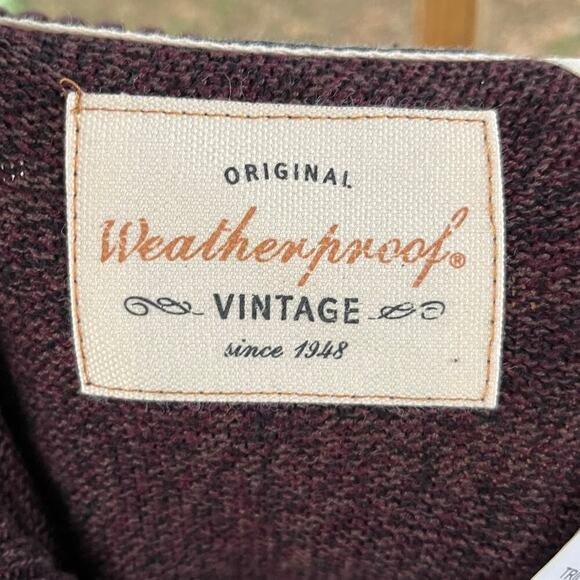 ORIGINAL
Weatherproof®
VINTAGE
since 1948